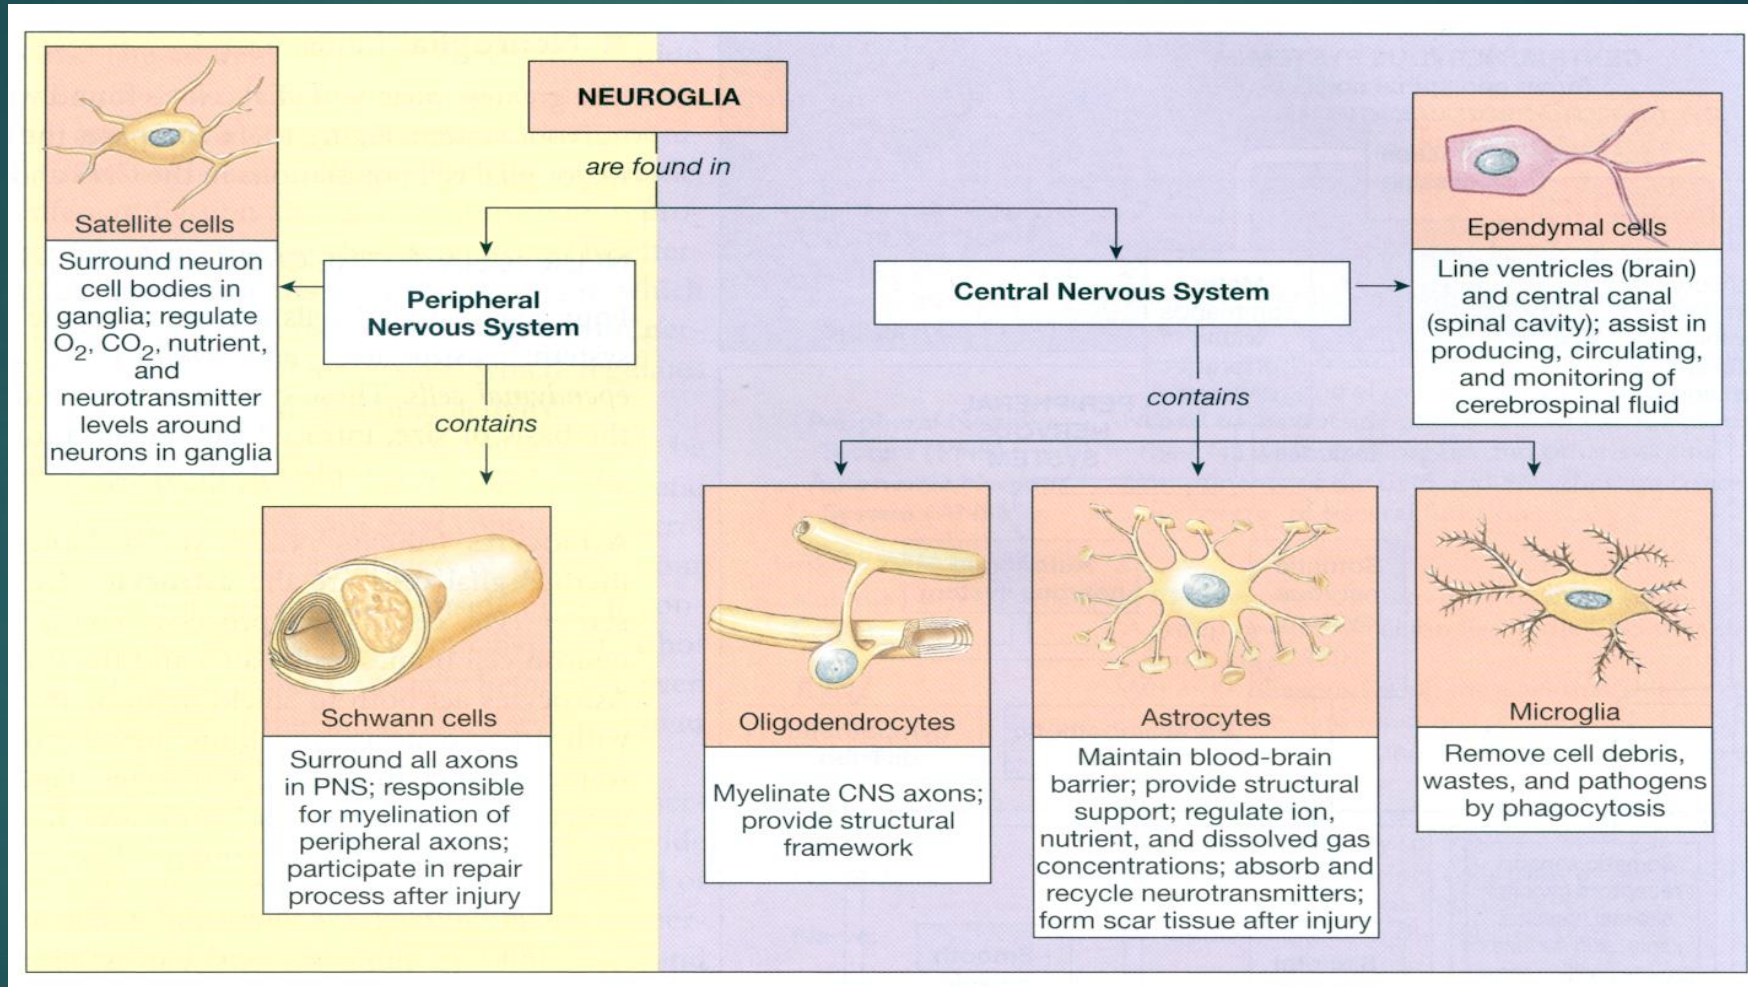 NEUROGLIA
are found in
Satellite cells
Surround neuron
cell bodies in
ganglia; regulate
O2, CO2, nutrient,
and
neurotransmitter
levels around
neurons in ganglia
Peripheral
Nervous System
contains
Schwann cells
Surround all axons
in PNS; responsible
for myelination of
peripheral axons;
participate in repair
process after injury
Central Nervous System
contains
Ependymal cells
Line ventricles (brain)
and central canal
(spinal cavity); assist in
producing, circulating,
and monitoring of
cerebrospinal fluid
Oligodendrocytes
Myelinate CNS axons;
provide structural
framework
Astrocytes
Maintain blood-brain
barrier; provide structural
support; regulate ion,
nutrient, and dissolved gas
concentrations; absorb and
recycle neurotransmitters;
form scar tissue after injury
Microglia
Remove cell debris,
wastes, and pathogens
by phagocytosis